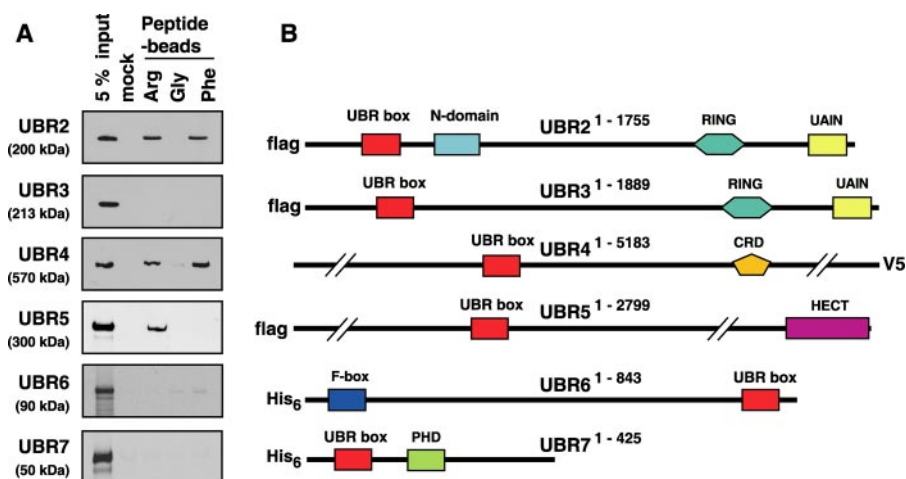 A
5 % input
mock
Peptide
-beads
Arg
Gly
Phe
UBR2
(200 kDa)
UBR3
(213 kDa)
UBR4
(570 kDa)
UBR5
(300 kDa)
UBR6
(90 kDa)
UBR7
(50 kDa)
B
UBR box N-domain UBR2 1 - 1755 RING UAIN
flag
UBR box UBR3 1 - 1889 RING UAIN
flag
UBR box UBR4 1 - 5183 CRD
V5
UBR box UBR5 1 - 2799 HECT
flag
F-box UBR6 1 - 843 UBR box
His6
UBR box PHD UBR7 1 - 425
His6